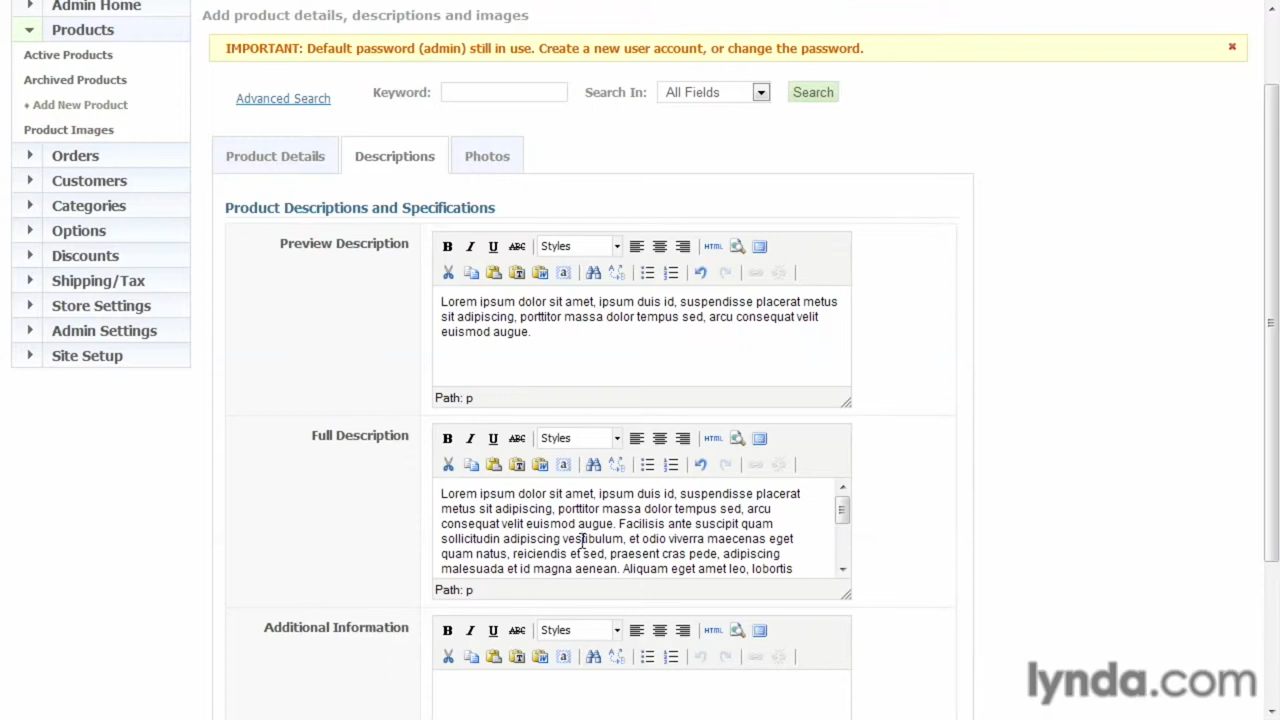 Admin Home
Products
Active Products
Archived Products
♦ Add New Product
Product Images
Orders
Customers
Categories
Options
Discounts
Shipping/Tax
Store Settings
Admin Settings
Site Setup
Add product details, descriptions and images
IMPORTANT: Default password (admin) still in use. Create a new user account, or change the password.
Advanced Search Keyword: Search In: All Fields Search
Product Details Descriptions Photos
Product Descriptions and Specifications
Preview Description
B I U ABC Styles HTML
Lorem ipsum dolor sit amet, ipsum duis id, suspendisse placerat metus
sit adipiscing, porttitor massa dolor tempus sed, arcu consequat velit
euismod augue.
Path: p
Full Description
B I U ABC Styles HTML
Lorem ipsum dolor sit amet, ipsum duis id, suspendisse placerat
metus sit adipiscing, porttitor massa dolor tempus sed, arcu
consequat velit euismod augue. Facilisis ante suscipit quam
sollicitudin adipiscing vestibulum, et odio viverra maecenas eget
quam natus, reiciendis et sed, praesent cras pede, adipiscing
malesuada et id magna aenean. Aliquam eget amet leo, lobortis
Path: p
Additional Information
B I U ABC Styles HTML
lynda.com